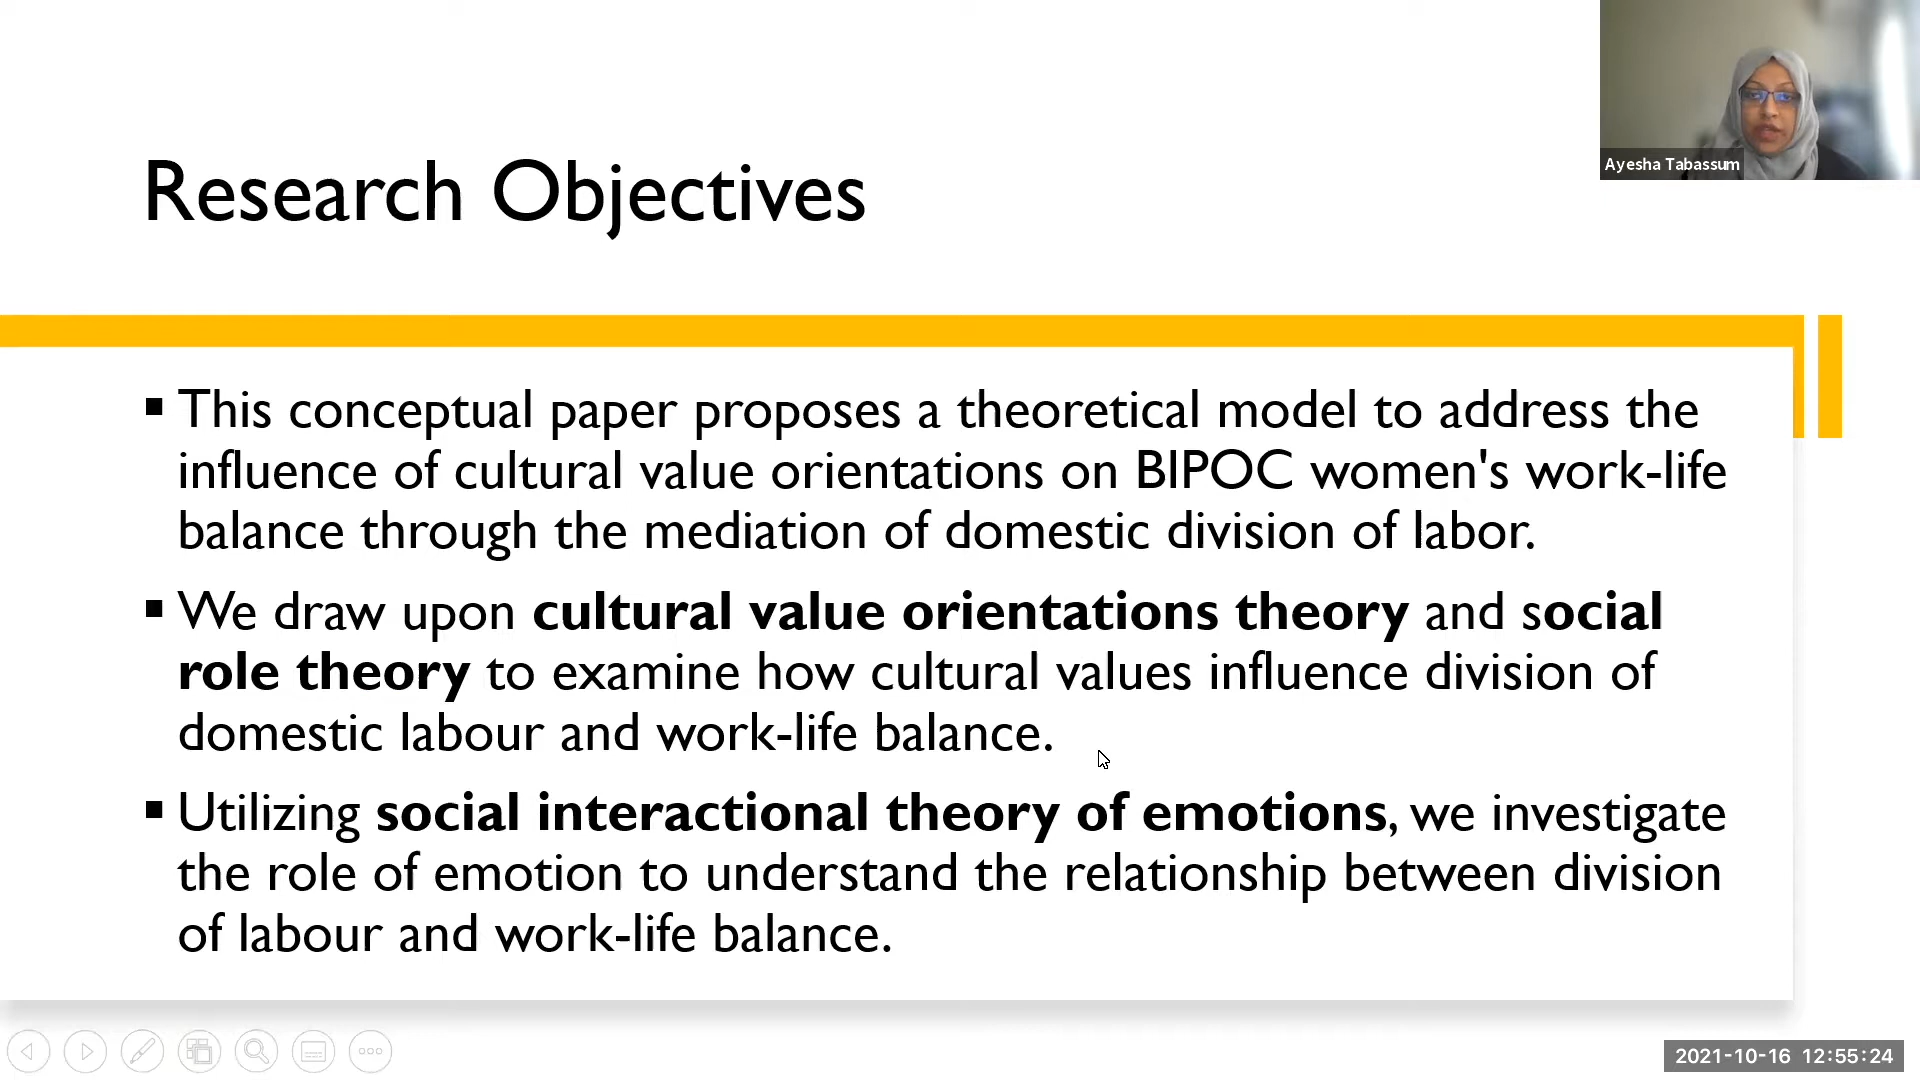 Ayesha Tabassum
Research Objectives
▪ This conceptual paper proposes a theoretical model to address the
influence of cultural value orientations on BIPOC women's work-life
balance through the mediation of domestic division of labor.
▪ We draw upon cultural value orientations theory and social
role theory to examine how cultural values influence division of
domestic labour and work-life balance.
▪ Utilizing social interactional theory of emotions, we investigate
the role of emotion to understand the relationship between division
of labour and work-life balance.
2021-10-16 12:55:24